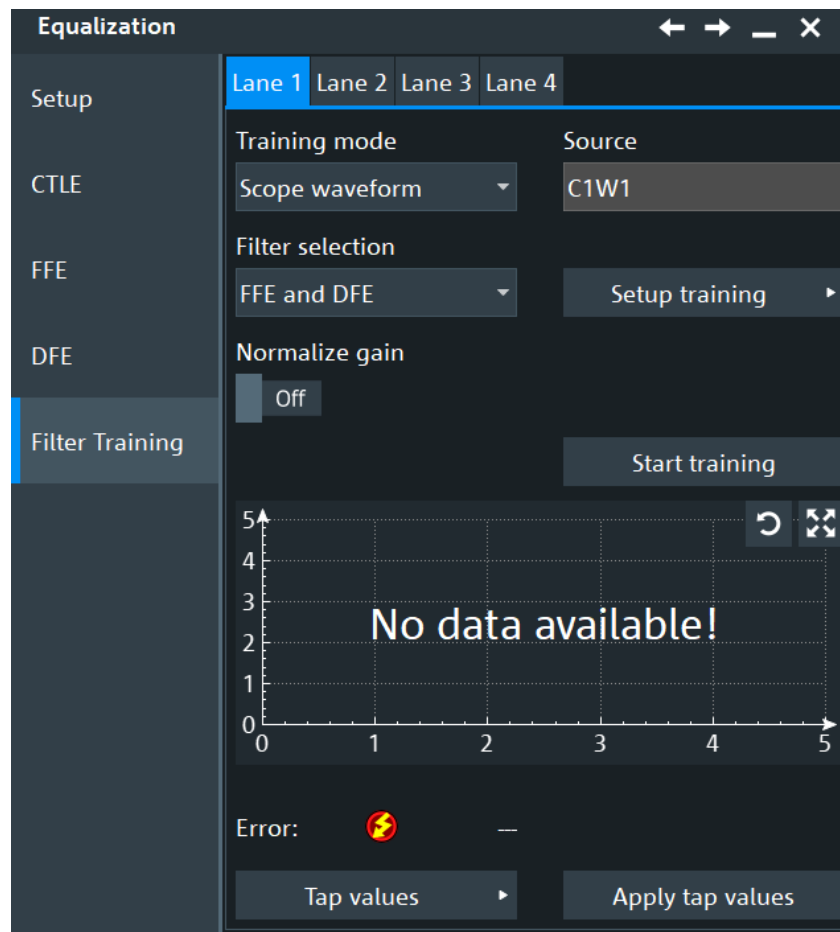 Equalization
Setup
CTLE
FFE
DFE
Filter Training
Lane 1 Lane 2 Lane 3 Lane 4
Training mode
Source
Scope waveform
C1W1
Filter selection
FFE and DFE
Setup training
Normalize gain
Off
Start training
5
4
3
2
1
0
No data available!
0 1 2 3 4 5
Error: ---
Tap values
Apply tap values